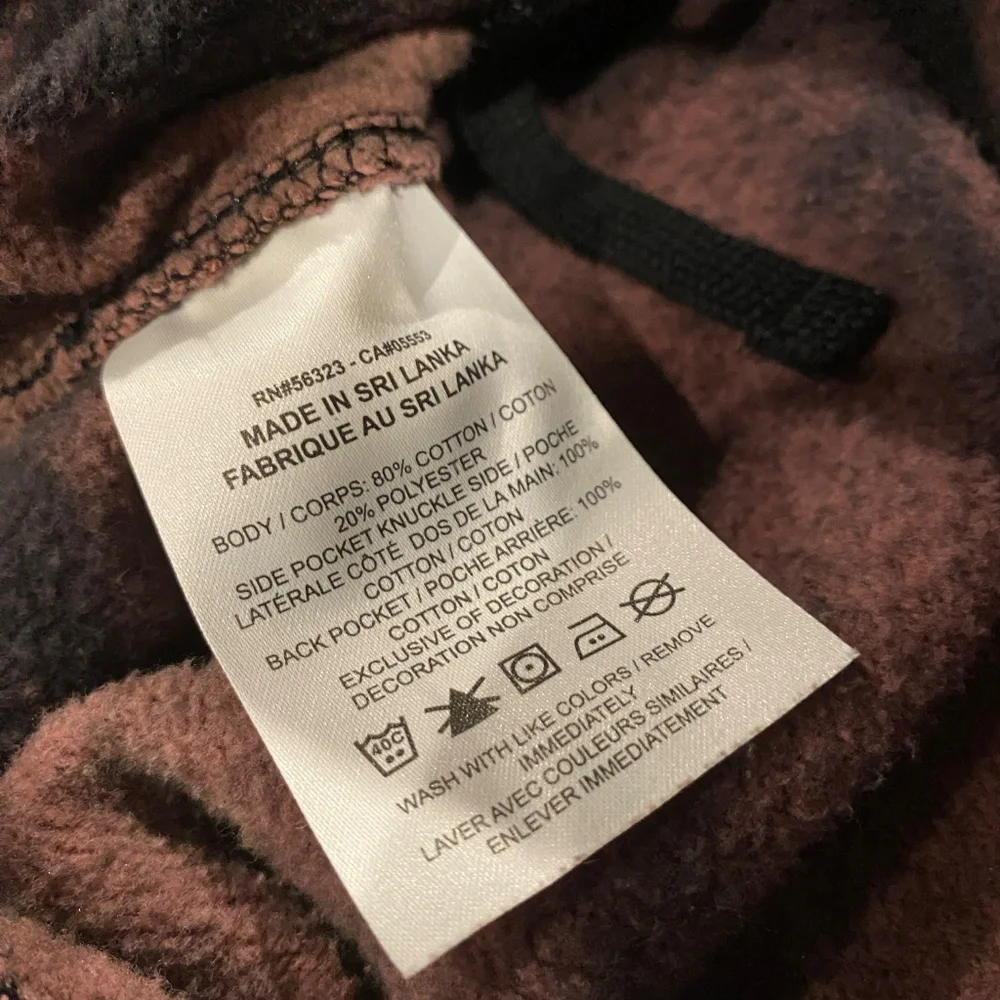 RN#56323 - CA#05553
MADE IN SRI LANKA
FABRIQUE AU SRI LANKA
BODY / CORPS: 80% COTTON / COTON
20% POLYESTER
SIDE POCKET KNUCKLE SIDE / POCHE
LATÉRALE CÔTÉ DOS DE LA MAIN: 100%
COTTON / COTON
BACK POCKET / POCHE ARRIÈRE: 100%
COTTON / COTON
EXCLUSIVE OF DECORATION /
DECORATION NON COMPRISE
40C
WASH WITH LIKE COLORS / REMOVE
IMMEDIATELY
LAVER AVEC COULEURS SIMILAIRES /
ENLEVER IMMEDIATEMENT